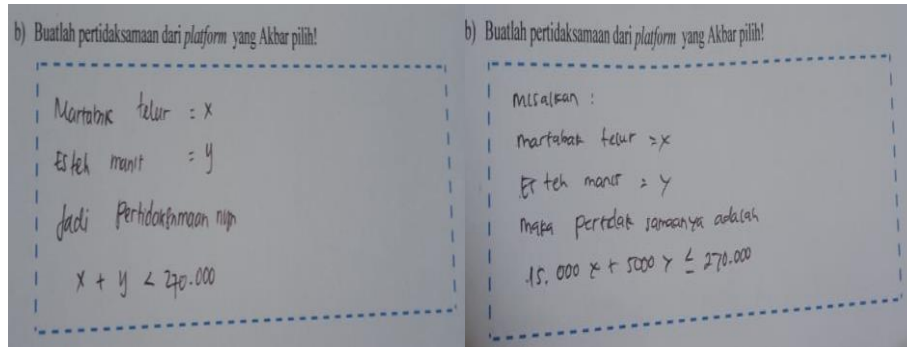 b) Buatlah pertidaksamaan dari platform yang Akbar pilih!
Martabak telur = x
Es teh manis = y
Jadi Pertidaksamaan nya
x + y < 270.000
b) Buatlah pertidaksamaan dari platform yang Akbar pilih!
Misalkan :
martabak telur = x
Es teh manis = y
maka pertidak samaanya adalah
15.000 x + 5000 y ≤ 270.000